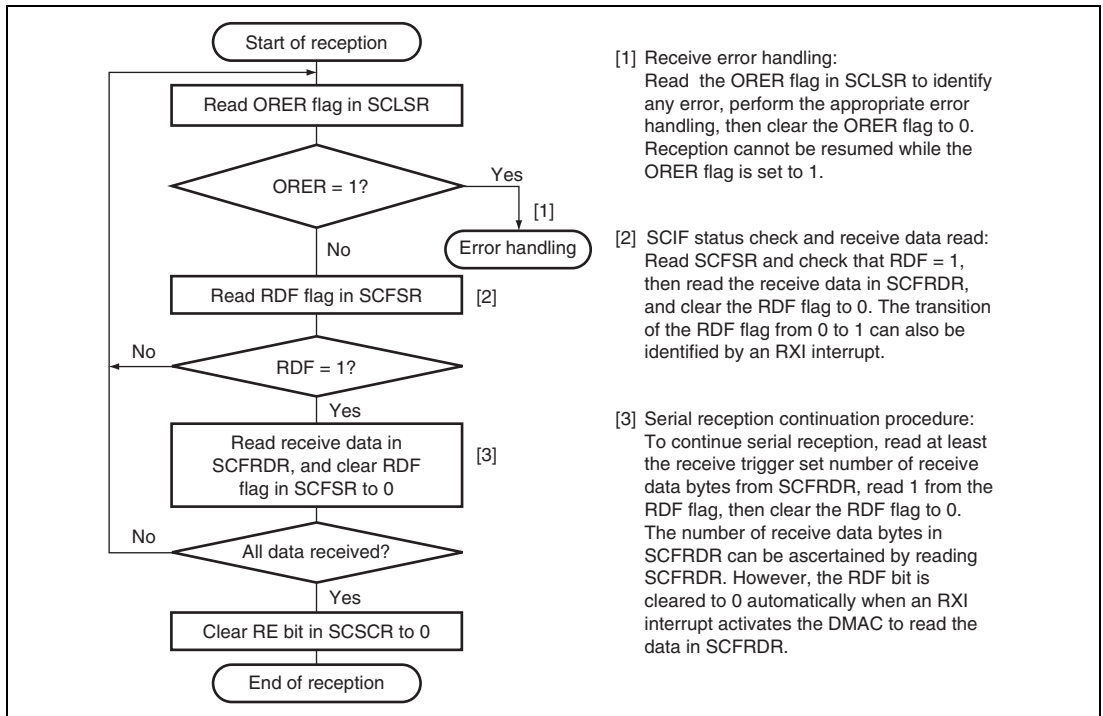 Start of reception
Read ORER flag in SCLSR
ORER = 1?
Yes
[1]
Error handling
No
Read RDF flag in SCFSR
[2]
No
RDF = 1?
Yes
Read receive data in
SCFRDR, and clear RDF
flag in SCFSR to 0
[3]
No
All data received?
Yes
Clear RE bit in SCSCR to 0
End of reception
[1] Receive error handling:
Read the ORER flag in SCLSR to identify
any error, perform the appropriate error
handling, then clear the ORER flag to 0.
Reception cannot be resumed while the
ORER flag is set to 1.
[2] SCIF status check and receive data read:
Read SCFSR and check that RDF = 1,
then read the receive data in SCFRDR,
and clear the RDF flag to 0. The transition
of the RDF flag from 0 to 1 can also be
identified by an RXI interrupt.
[3] Serial reception continuation procedure:
To continue serial reception, read at least
the receive trigger set number of receive
data bytes from SCFRDR, read 1 from the
RDF flag, then clear the RDF flag to 0.
The number of receive data bytes in
SCFRDR can be ascertained by reading
SCFRDR. However, the RDF bit is
cleared to 0 automatically when an RXI
interrupt activates the DMAC to read the
data in SCFRDR.